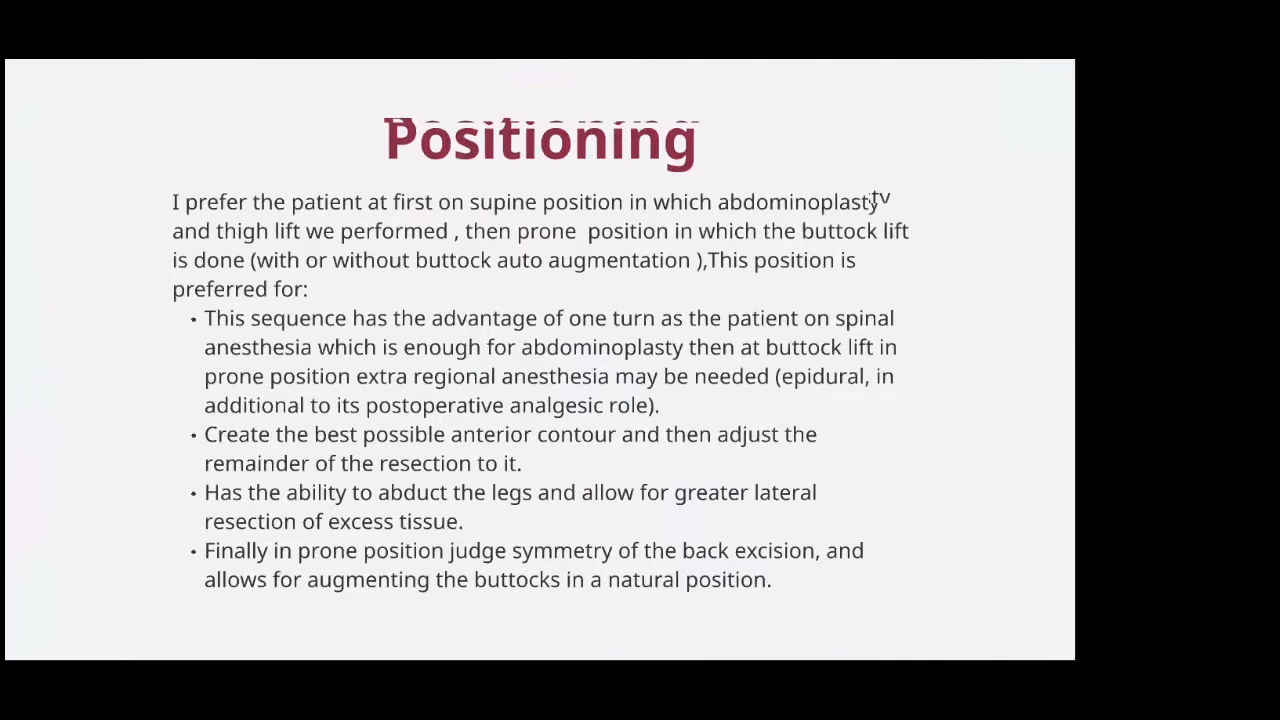 Positioning
I prefer the patient at first on supine position in which abdominoplasty
and thigh lift we performed , then prone  position in which the buttock lift
is done (with or without buttock auto augmentation ),This position is
preferred for:
• This sequence has the advantage of one turn as the patient on spinal
anesthesia which is enough for abdominoplasty then at buttock lift in
prone position extra regional anesthesia may be needed (epidural, in
additional to its postoperative analgesic role).
• Create the best possible anterior contour and then adjust the
remainder of the resection to it.
• Has the ability to abduct the legs and allow for greater lateral
resection of excess tissue.
• Finally in prone position judge symmetry of the back excision, and
allows for augmenting the buttocks in a natural position.